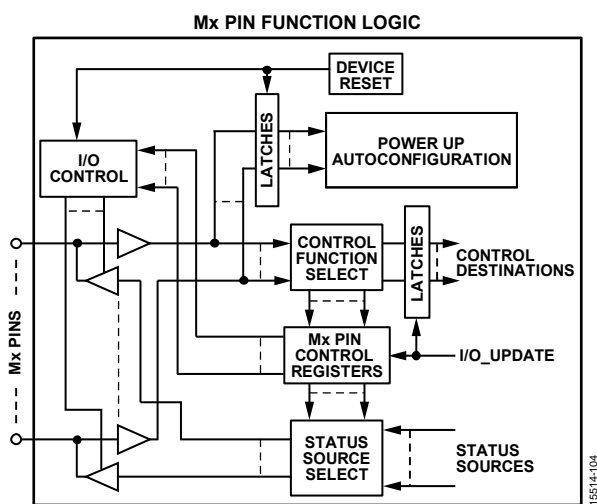 Mx PIN FUNCTION LOGIC
DEVICE
RESET
LATCHES
POWER UP
AUTOCONFIGURATION
I/O
CONTROL
CONTROL
FUNCTION
SELECT
LATCHES
CONTROL
DESTINATIONS
Mx PINS
Mx PIN
CONTROL
REGISTERS
I/O_UPDATE
STATUS
SOURCE
SELECT
STATUS
SOURCES
15514-104